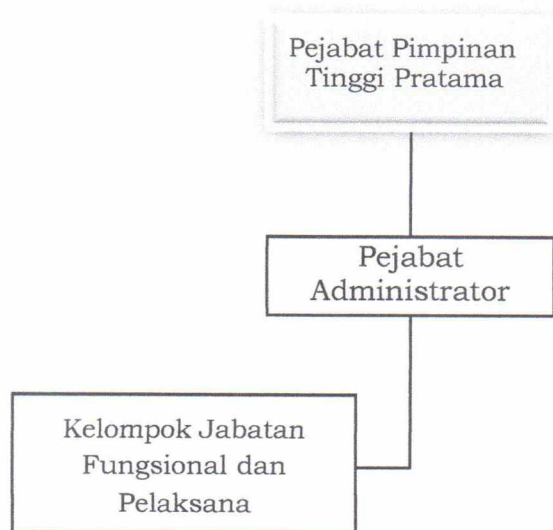 Pejabat Pimpinan
Tinggi Pratama
Pejabat
Administrator
Kelompok Jabatan
Fungsional dan
Pelaksana